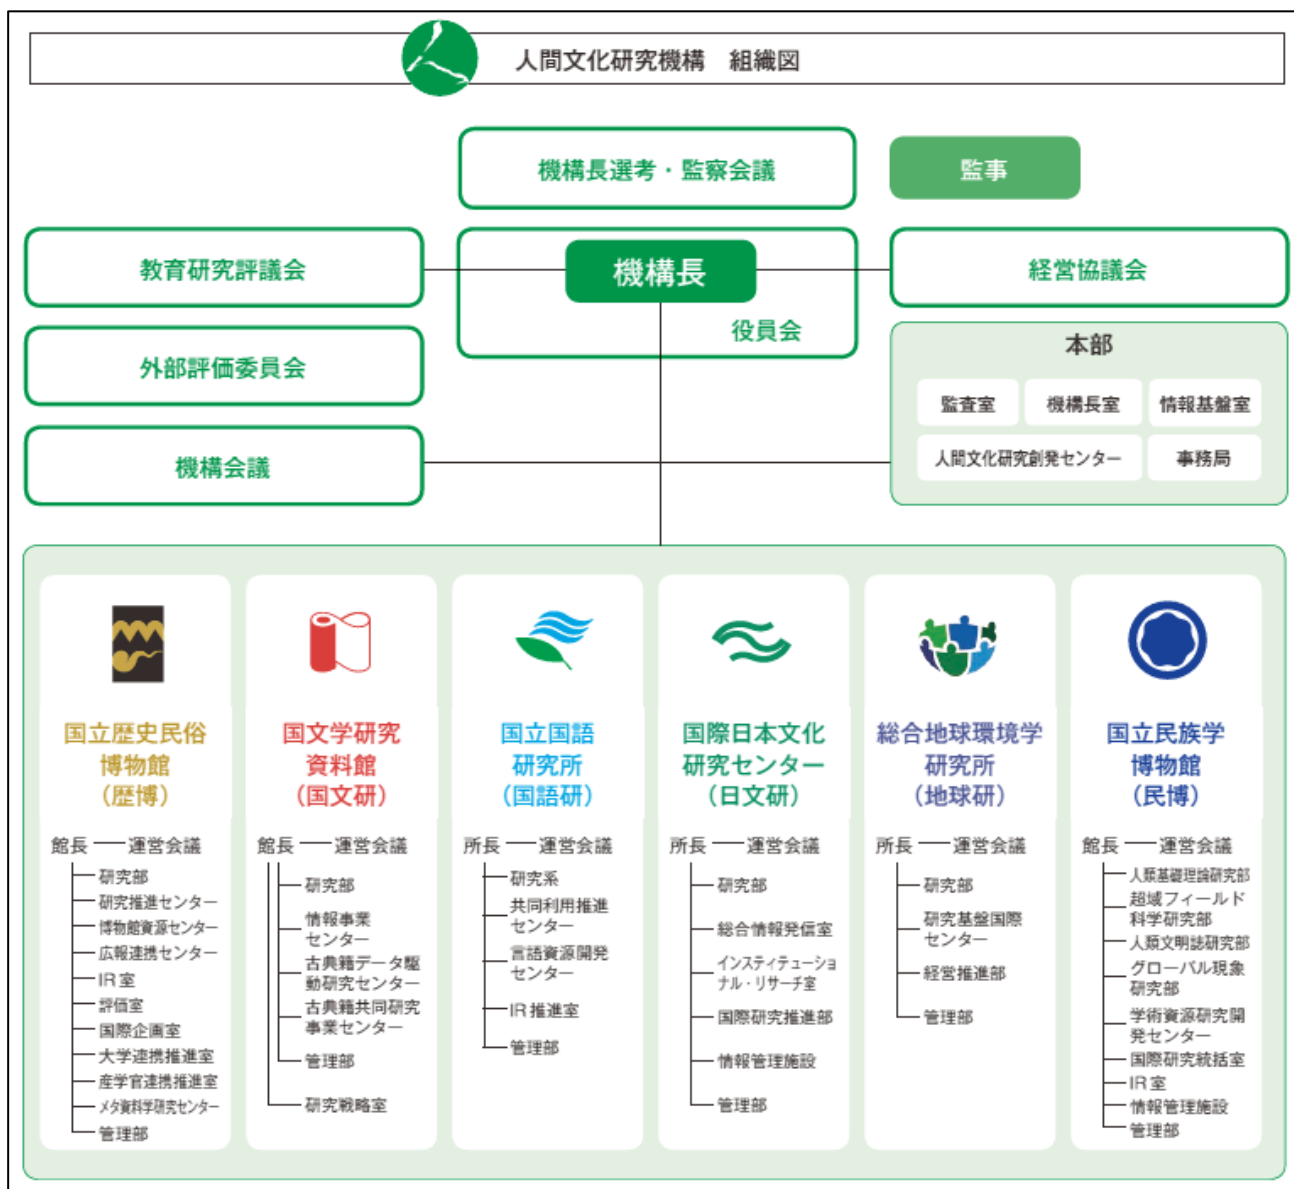 人間文化研究機構　組織図
機構長選考・監察会議
監事
教育研究評議会
機構長
役員会
経営協議会
外部評価委員会
機構会議
本部
監査室
機構長室
情報基盤室
人間文化研究創発センター
事務局
国立歴史民俗
博物館
（歴博）
館長
運営会議
研究部
研究推進センター
博物館資源センター
広報連携センター
IR室
評価室
国際企画室
大学連携推進室
産学官連携推進室
メタ資料学研究センター
管理部
国文学研究
資料館
（国文研）
館長
運営会議
研究部
情報事業
センター
古典籍データ駆
動研究センター
古典籍共同研究
事業センター
管理部
研究戦略室
国立国語
研究所
（国語研）
所長
運営会議
研究系
共同利用推進
センター
言語資源開発
センター
IR推進室
管理部
国際日本文化
研究センター
（日文研）
所長
運営会議
研究部
総合情報発信室
インスティテューショ
ナル・リサーチ室
国際研究推進部
情報管理施設
管理部
総合地球環境学
研究所
（地球研）
所長
運営会議
研究部
研究基盤国際
センター
経営推進部
管理部
国立民族学
博物館
（民博）
館長
運営会議
人類基礎理論研究部
超域フィールド
科学研究部
人類文明誌研究部
グローバル現象
研究部
学術資源研究開
発センター
国際研究統括室
IR室
情報管理施設
管理部